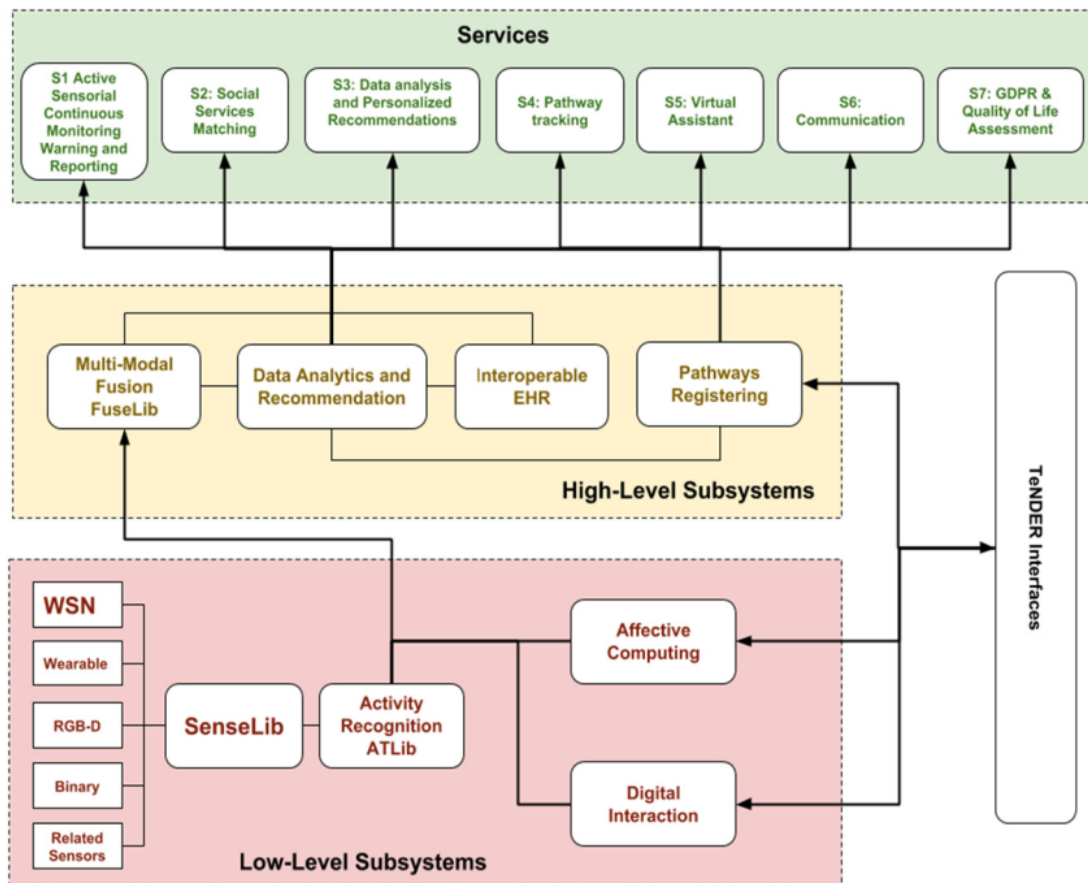 Services
S1 Active
Sensorial
Continuous
Monitoring
Warning and
Reporting
S2: Social
Services
Matching
S3: Data analysis
and Personalized
Recommendations
S4: Pathway
tracking
S5: Virtual
Assistant
S6:
Communication
S7: GDPR &
Quality of Life
Assessment
Multi-Modal
Fusion
FuseLib
Data Analytics and
Recommendation
Interoperable
EHR
Pathways
Registering
High-Level Subsystems
TeNDER Interfaces
WSN
Wearable
RGB-D
Binary
Related
Sensors
SenseLib
Activity
Recognition
ATLib
Affective
Computing
Digital
Interaction
Low-Level Subsystems